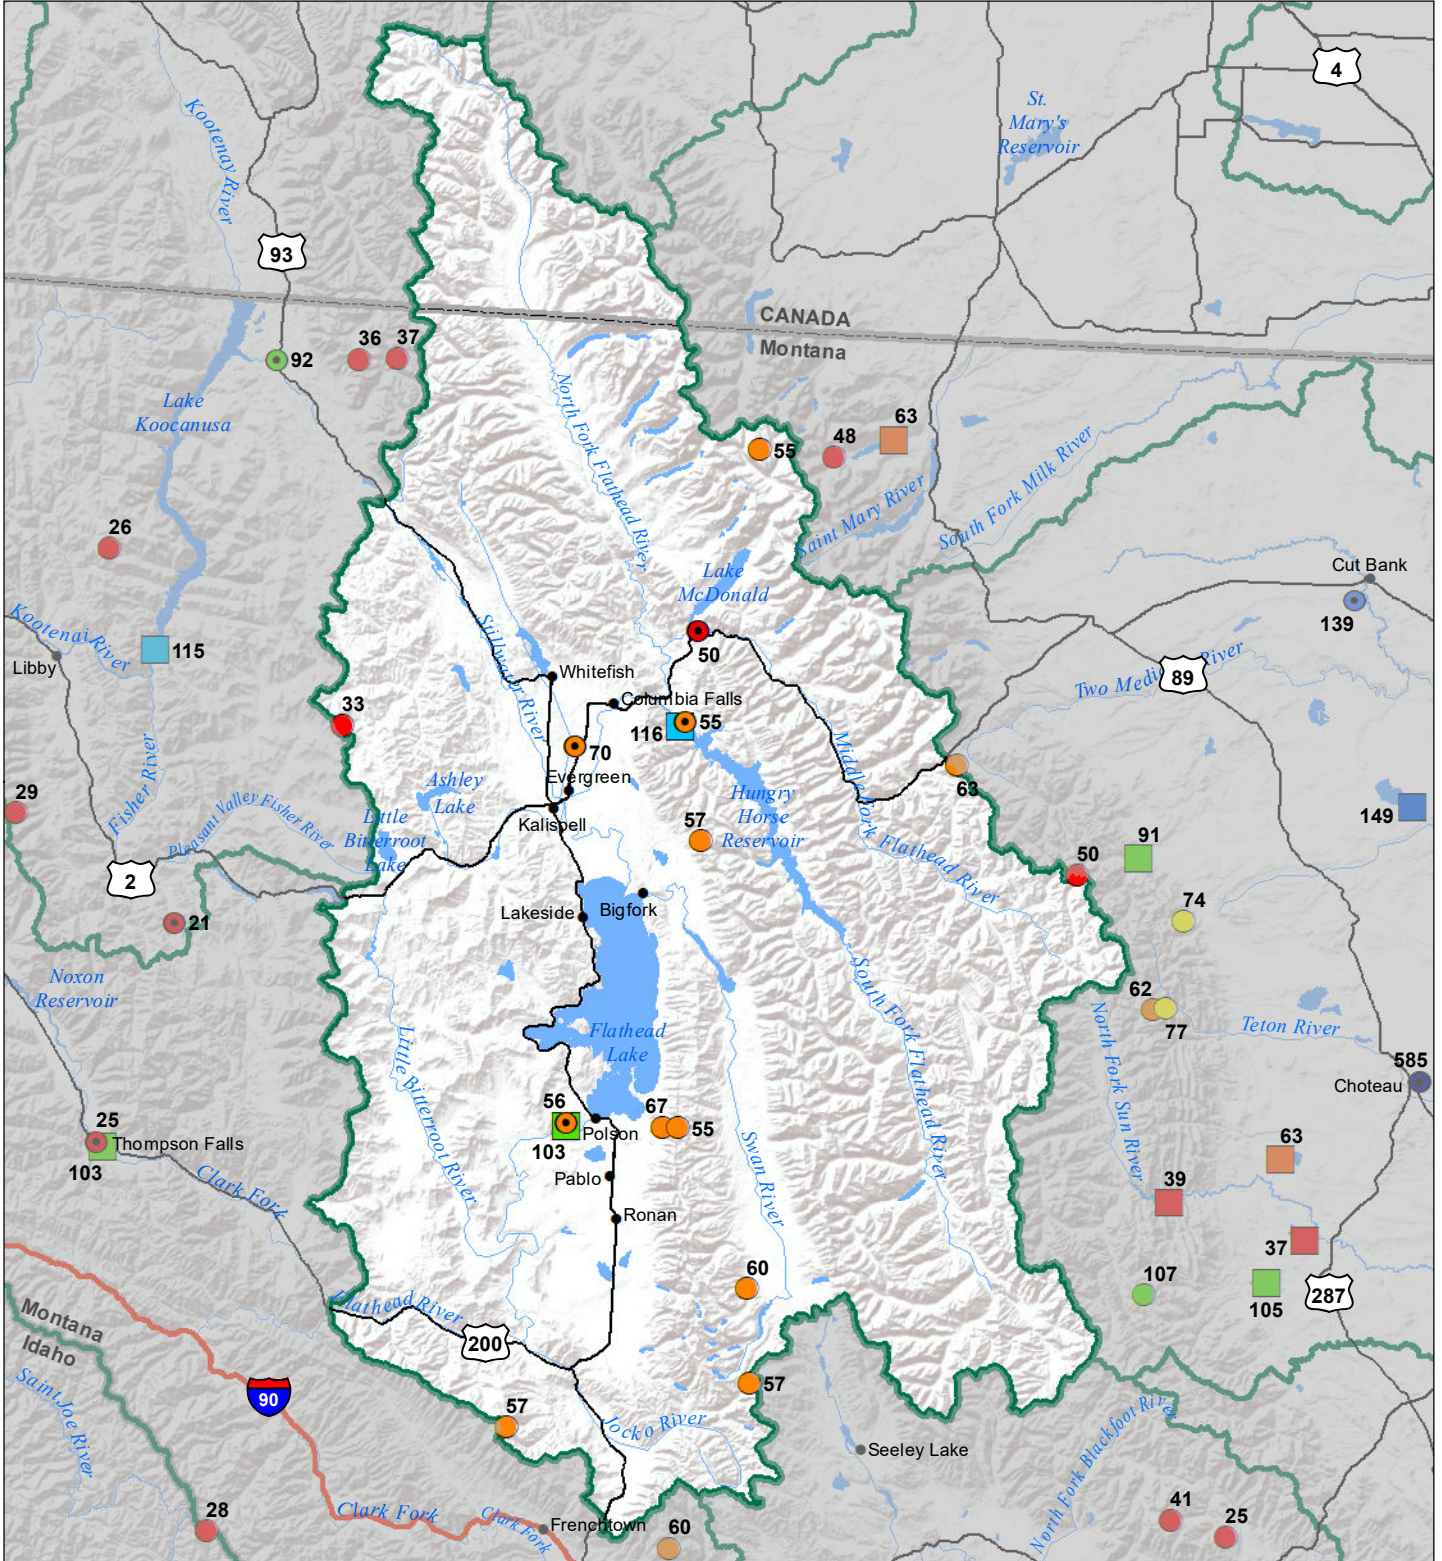 4
St.
Mary's
Reservoir
Kootenay River
93
CANADA
Montana
36
37
92
Lake
Koocanusa
North Fork Flathead River
55
48
63
Saint Mary River
South Fork Milk River
26
Lake
McDonald
Cut Bank
139
Kootenai River
Libby
115
Stillwater River
50
Whitefish
Columbia Falls
Two Medi River
89
33
116
55
70
Evergreen
Middle Fork Flathead River
63
Fisher River
Ashley
Lake
Hungry
Horse
Reservoir
29
Pleasant Valley Fisher River
Little
Bitterroot
Lake
Kalispell
57
149
91
50
2
74
Lakeside
Bigfork
21
Noxon
Reservoir
South Fork Flathead River
62
77
North Fork Sun River
Teton River
Little Bitterroot River
Flathead
Lake
585
Choteau
25
Thompson Falls
103
56
103
Polson
67
55
Swan River
63
Pablo
39
Clark Fork
Ronan
37
60
107
105
287
Montana
Idaho
Flathead River
200
Saint Joe River
90
57
57
Jocko River
North Fork Blackfoot River
Seeley Lake
28
Clark Fork
Clark Fork
Frenchtown
60
41
25